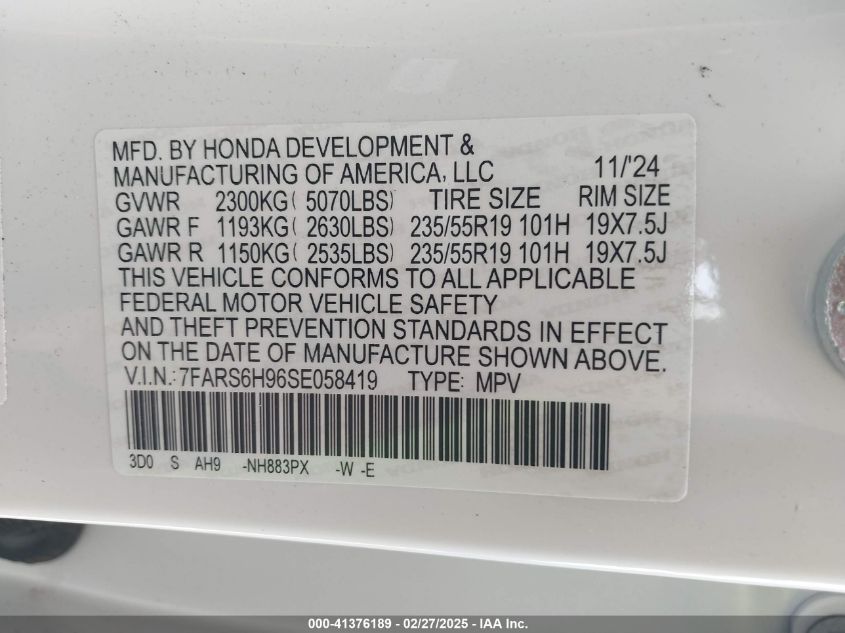 MFD. BY HONDA DEVELOPMENT &
MANUFACTURING OF AMERICA, LLC 11/'24
GVWR 2300KG( 5070LBS) TIRE SIZE RIM SIZE
GAWR F 1193KG( 2630LBS) 235/55R19 101H 19X7.5J
GAWR R 1150KG( 2535LBS) 235/55R19 101H 19X7.5J
THIS VEHICLE CONFORMS TO ALL APPLICABLE
FEDERAL MOTOR VEHICLE SAFETY
AND THEFT PREVENTION STANDARDS IN EFFECT
ON THE DATE OF MANUFACTURE SHOWN ABOVE.
V.I.N.:7FARS6H96SE058419 TYPE: MPV
3D0 S AH9 -NH883PX -W -E
000-41376189 - 02/27/2025 - IAA Inc.